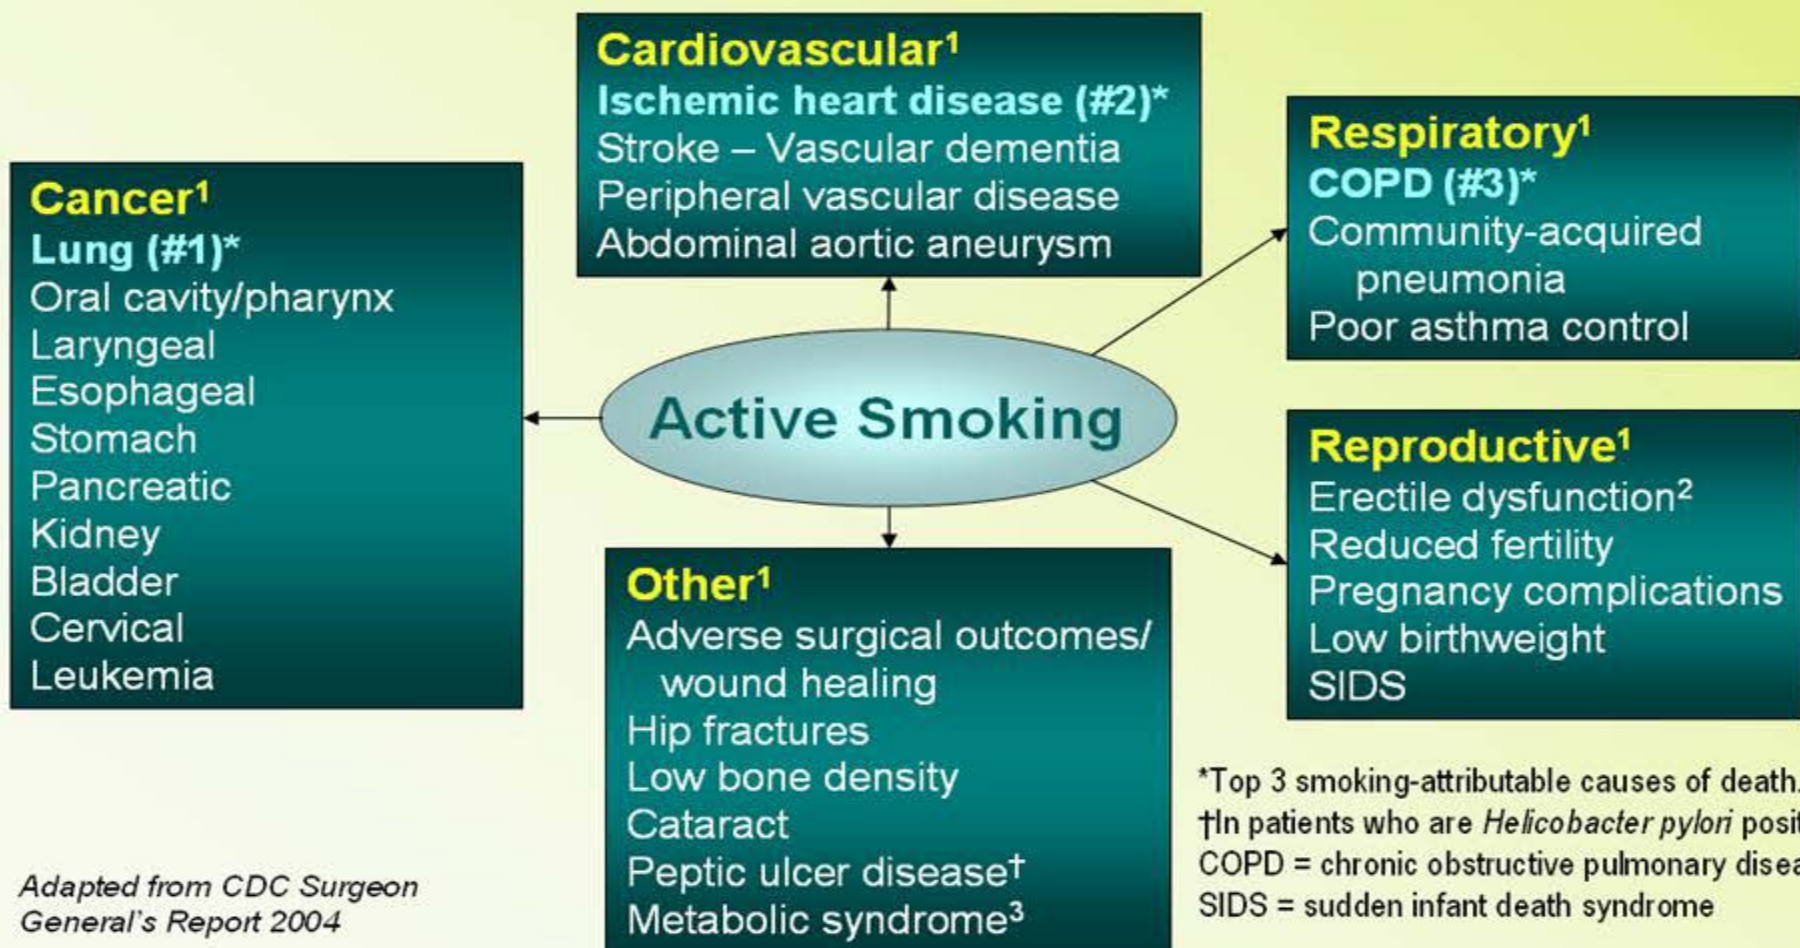 Cardiovascular¹
Ischemic heart disease (#2)*
Stroke – Vascular dementia
Peripheral vascular disease
Abdominal aortic aneurysm
Respiratory¹
COPD (#3)*
Community-acquired
pneumonia
Poor asthma control
Cancer¹
Lung (#1)*
Oral cavity/pharynx
Laryngeal
Esophageal
Stomach
Pancreatic
Kidney
Bladder
Cervical
Leukemia
Active Smoking
Reproductive¹
Erectile dysfunction²
Reduced fertility
Pregnancy complications
Low birthweight
SIDS
Other¹
Adverse surgical outcomes/
wound healing
Hip fractures
Low bone density
Cataract
Peptic ulcer disease†
Metabolic syndrome³
*Top 3 smoking-attributable causes of death.
†In patients who are Helicobacter pylori posit
COPD = chronic obstructive pulmonary disea
SIDS = sudden infant death syndrome
Adapted from CDC Surgeon
General's Report 2004